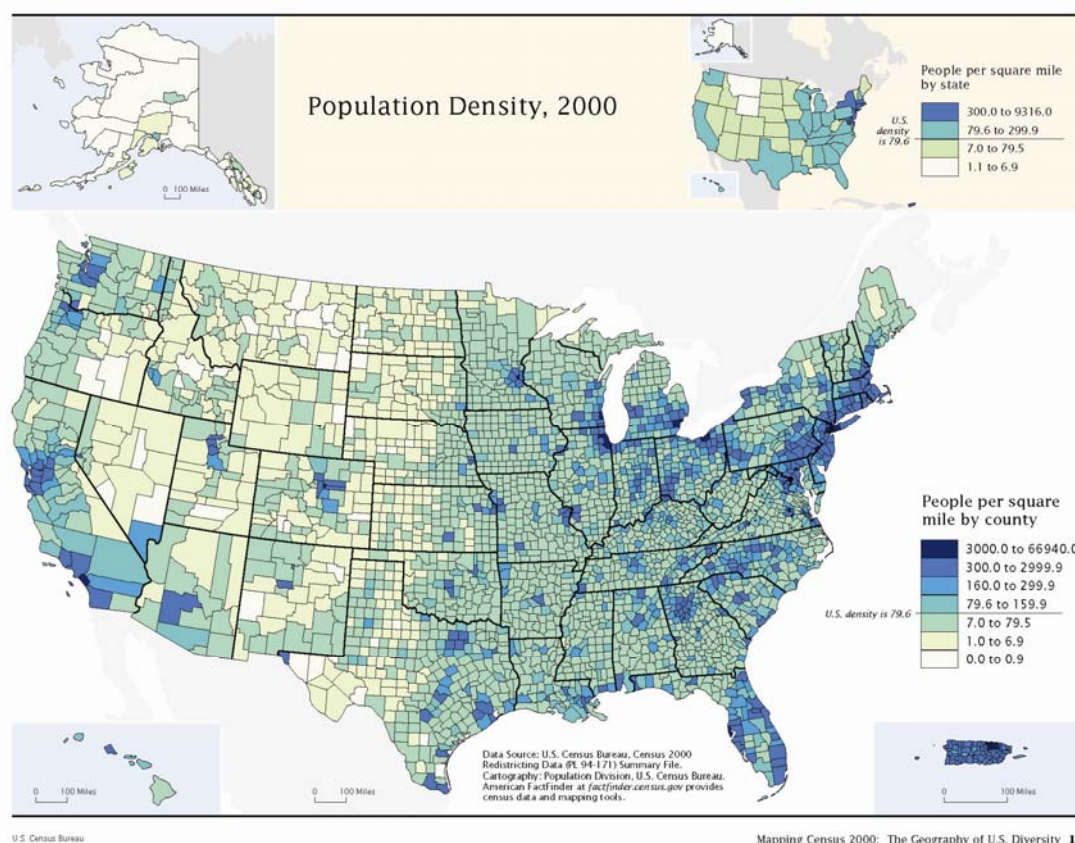 Population Density, 2000
People per square mile
by state
U.S.
density
is 79.6
300.0 to 9316.0
79.6 to 299.9
7.0 to 79.5
1.1 to 6.9
0 100 Miles
People per square
mile by county
3000.0 to 66940.0
300.0 to 2999.9
160.0 to 299.9
79.6 to 159.9
U.S. density is 79.6
7.0 to 79.5
1.0 to 6.9
0.0 to 0.9
Data Source: U.S. Census Bureau, Census 2000
Redistricting Data (PL 94-171) Summary File.
Cartography: Population Division, U.S. Census Bureau.
American FactFinder at factfinder.census.gov provides
census data and mapping tools.
0 100 Miles
0 100 Miles
0 100 Miles
U.S. Census Bureau
Mapping Census 2000: The Geography of U.S. Diversity 1